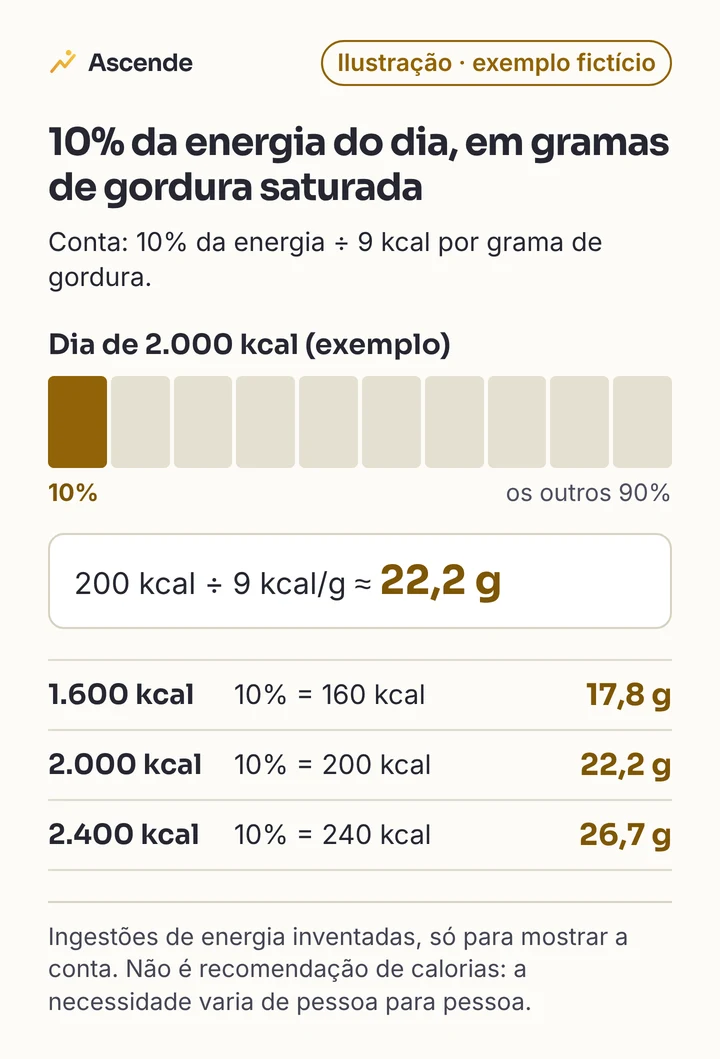 Ascende
Ilustração · exemplo fictício
10% da energia do dia, em gramas
de gordura saturada
Conta: 10% da energia ÷ 9 kcal por grama de
gordura.
Dia de 2.000 kcal (exemplo)
10%
os outros 90%
200 kcal ÷ 9 kcal/g ≈ 22,2 g
1.600 kcal 10% = 160 kcal 17,8 g
2.000 kcal 10% = 200 kcal 22,2 g
2.400 kcal 10% = 240 kcal 26,7 g
Ingestões de energia inventadas, só para mostrar a
conta. Não é recomendação de calorias: a
necessidade varia de pessoa para pessoa.